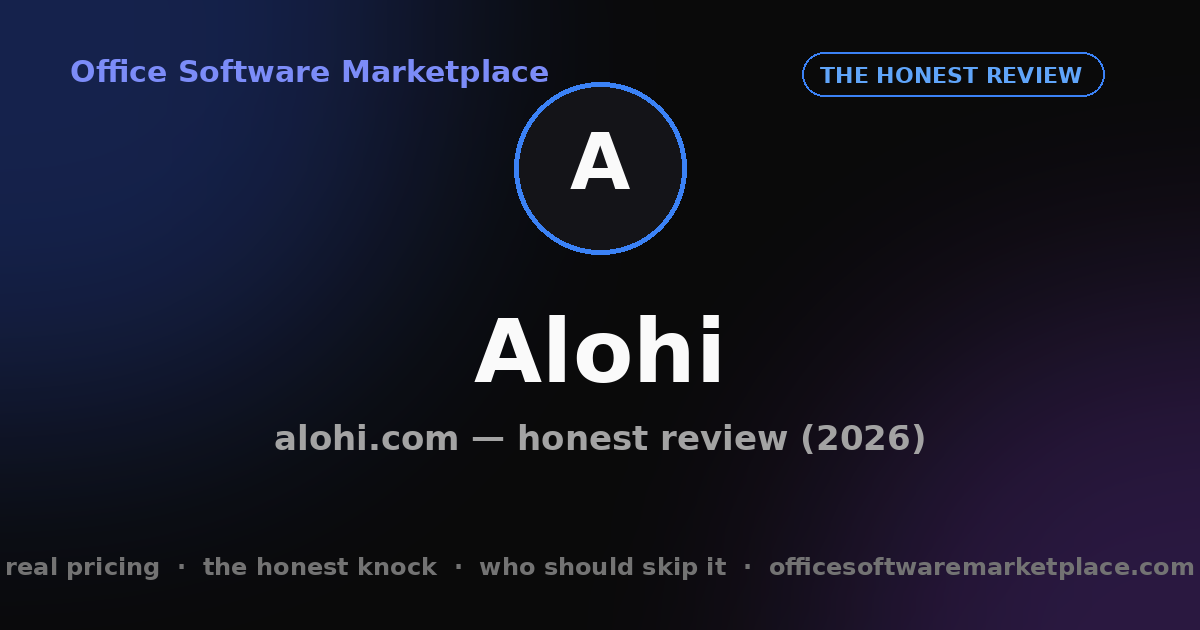 Office Software Marketplace
THE HONEST REVIEW
A
Alohi
alohi.com — honest review (2026)
real pricing · the honest knock · who should skip it · officesoftwaremarketplace.com